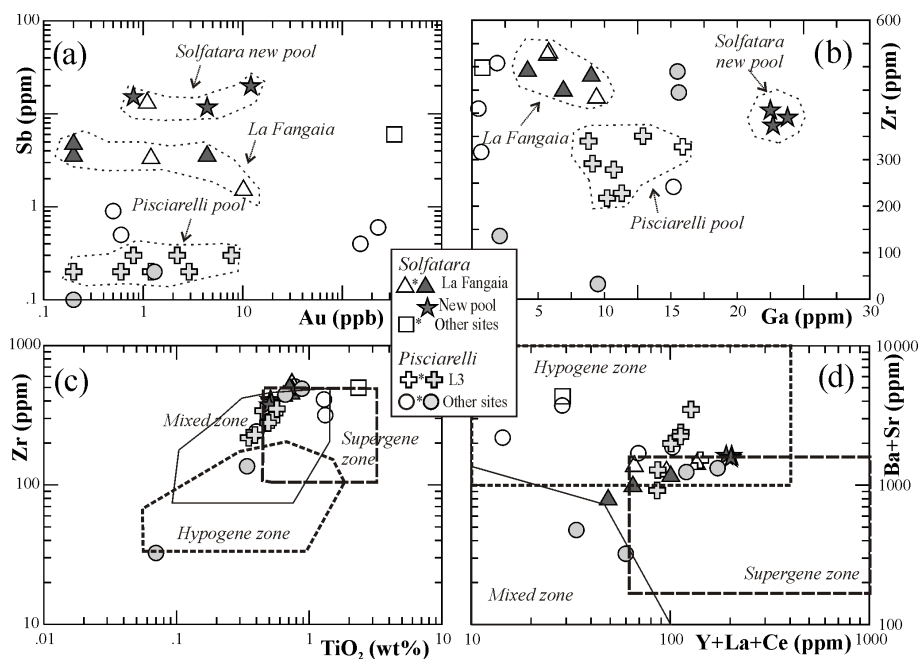 (a)
100
10
1
.1
Sb (ppm)
Solfatara new pool
La Fangaia
Pisciarelli pool
.01
.1
1
10
100
Au (ppb)
(b)
600
500
300
200
0
Zr (ppm)
La Fangaia
Solfatara
new pool
Pisciarelli pool
5
10
15
20
25
30
Ga (ppm)
Solfatara
* La Fangaia
New pool
* Other sites
Pisciarelli
* L3
* Other sites
(c)
1000
100
10
Zr (ppm)
Mixed zone
Supergene
zone
Hypogene zone
.01
.1
1
10
TiO2 (wt%)
(d)
10000
1000
100
Ba+Sr (ppm)
Hypogene zone
Mixed zone
Supergene zone
10
100
1000
Y+La+Ce (ppm)